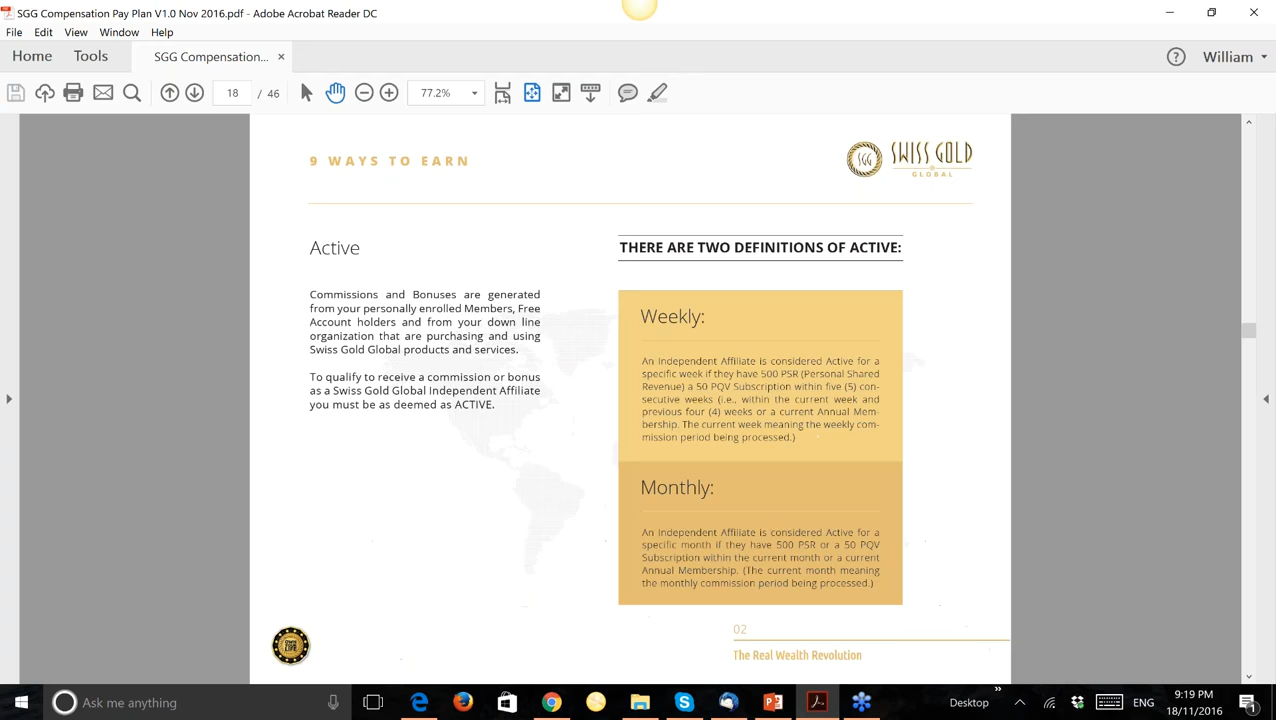 SGG Compensation Pay Plan V1.0 Nov 2016.pdf - Adobe Acrobat Reader DC
File Edit View Window Help
Home Tools SGG Compensation... × William
18 / 46 77.2%
9 WAYS TO EARN
SGG SWISS GOLD
GLOBAL
Active
Commissions and Bonuses are generated
from your personally enrolled Members, Free
Account holders and from your down line
organization that are purchasing and using
Swiss Gold Global products and services.
To qualify to receive a commission or bonus
as a Swiss Gold Global Independent Affiliate
you must be as deemed as ACTIVE.
THERE ARE TWO DEFINITIONS OF ACTIVE:
Weekly:
An Independent Affiliate is considered Active for a
specific week if they have 500 PSR (Personal Shared
Revenue) a 50 PQV Subscription within five (5) con-
secutive weeks (i.e., within the current week and
previous four (4) weeks or a current Annual Mem-
bership. The current week meaning the weekly com-
mission period being processed.)
Monthly:
An Independent Affiliate is considered Active for a
specific month if they have 500 PSR or a 50 PQV
Subscription within the current month or a current
Annual Membership. (The current month meaning
the monthly commission period being processed.)
02
The Real Wealth Revolution
Ask me anything
Desktop
ENG
9:19 PM
18/11/2016
1